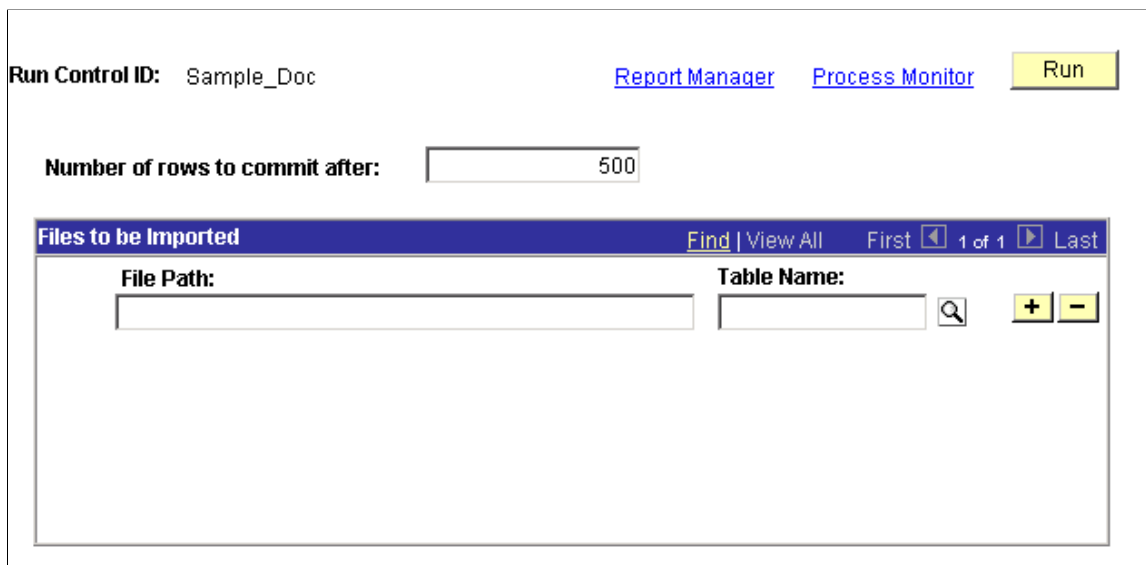 Run Control ID: Sample_Doc Report Manager Process Monitor Run
Number of rows to commit after: 500
Files to be Imported Find | View All First 1 of 1 Last
File Path: Table Name:
+ -